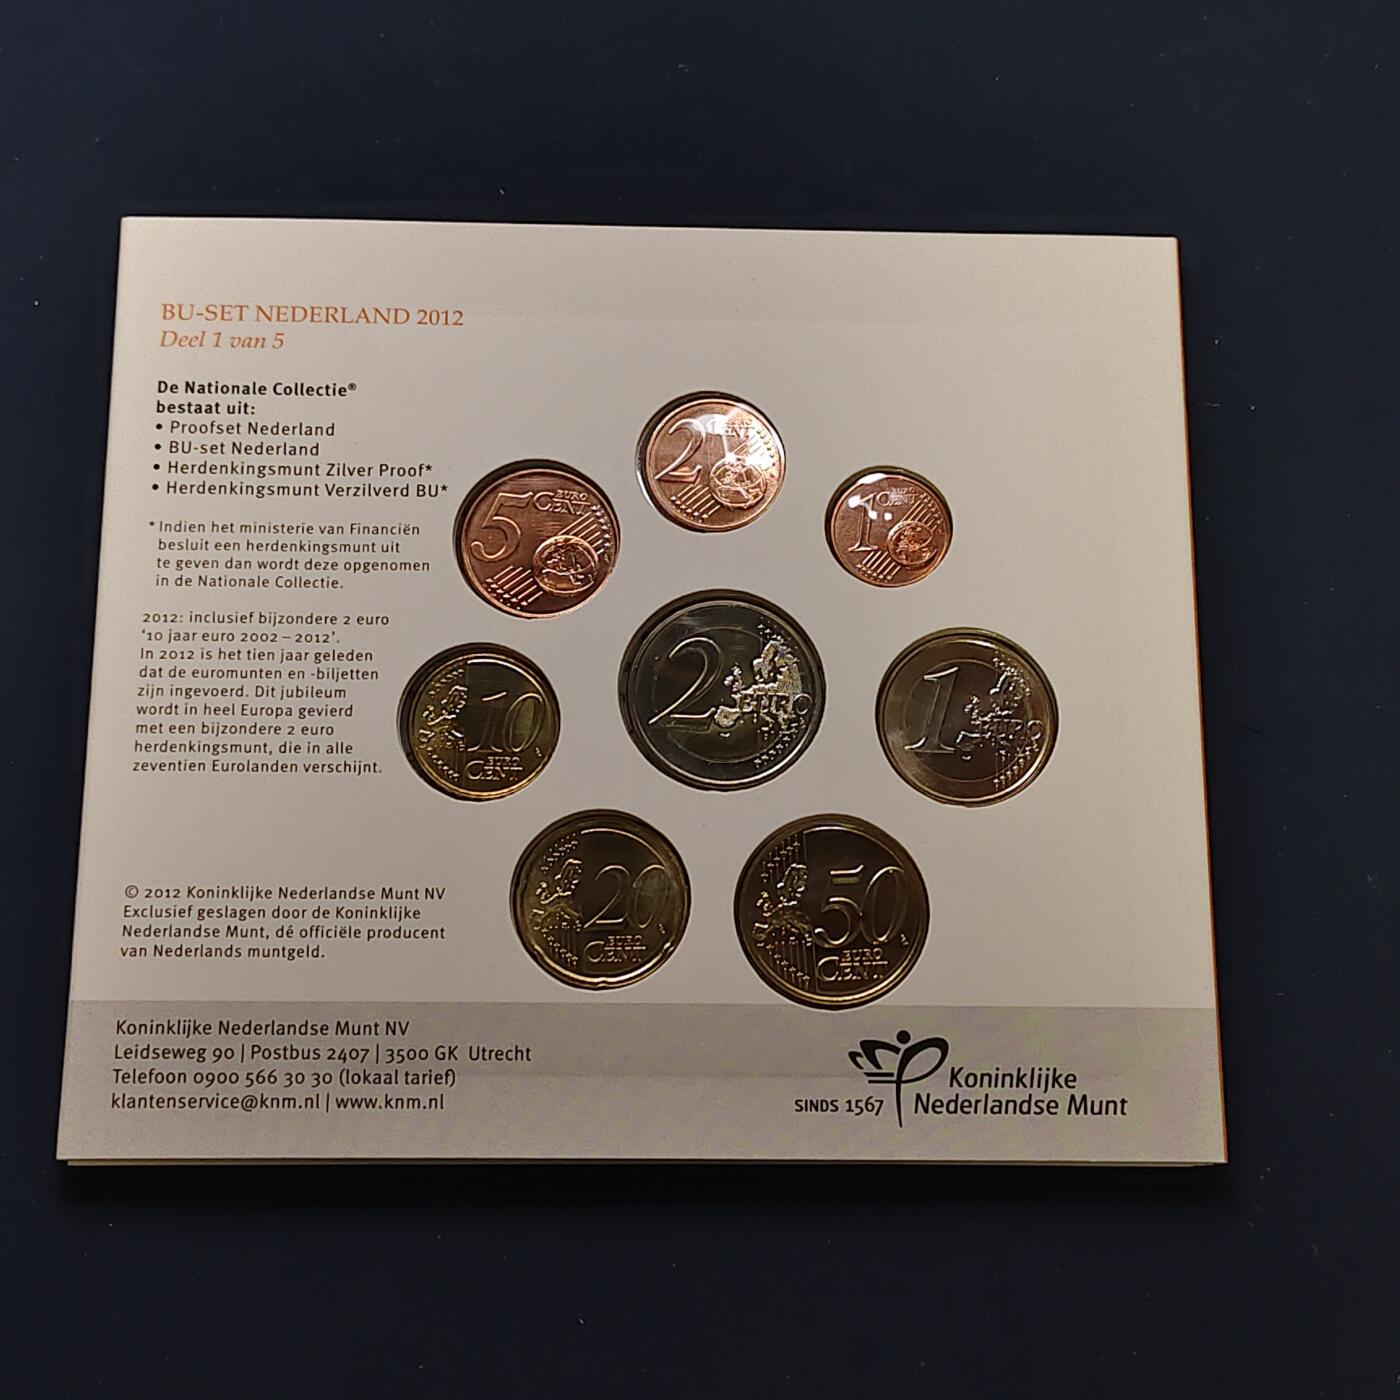 BU-SET NEDERLAND 2012
Deel 1 van 5
De Nationale Collectie®
bestaat uit:
• Proofset Nederland
• BU-set Nederland
• Herdenkingsmunt Zilver Proof*
• Herdenkingsmunt Verzilverd BU*
* Indien het ministerie van Financiën
besluit een herdenkingsmunt uit
te geven dan wordt deze opgenomen
in de Nationale Collectie.
2012: inclusief bijzondere 2 euro
‘10 jaar euro 2002 – 2012’.
In 2012 is het tien jaar geleden
dat de euromunten en -biljetten
zijn ingevoerd. Dit jubileum
wordt in heel Europa gevierd
met een bijzondere 2 euro
herdenkingsmunt, die in alle
zeventien Eurolanden verschijnt.
© 2012 Koninklijke Nederlandse Munt NV
Exclusief geslagen door de Koninklijke
Nederlandse Munt, dé officiële producent
van Nederlands muntgeld.
Koninklijke Nederlandse Munt NV
Leidseweg 90 | Postbus 2407 | 3500 GK Utrecht
Telefoon 0900 566 30 30 (lokaal tarief)
klantenservice@knm.nl | www.knm.nl
2 EURO CENT
5 EURO CENT
1 EURO CENT
10 EURO CENT
2 EURO
1 EURO
20 EURO CENT
50 EURO CENT
SINDS 1567
Koninklijke
Nederlandse Munt